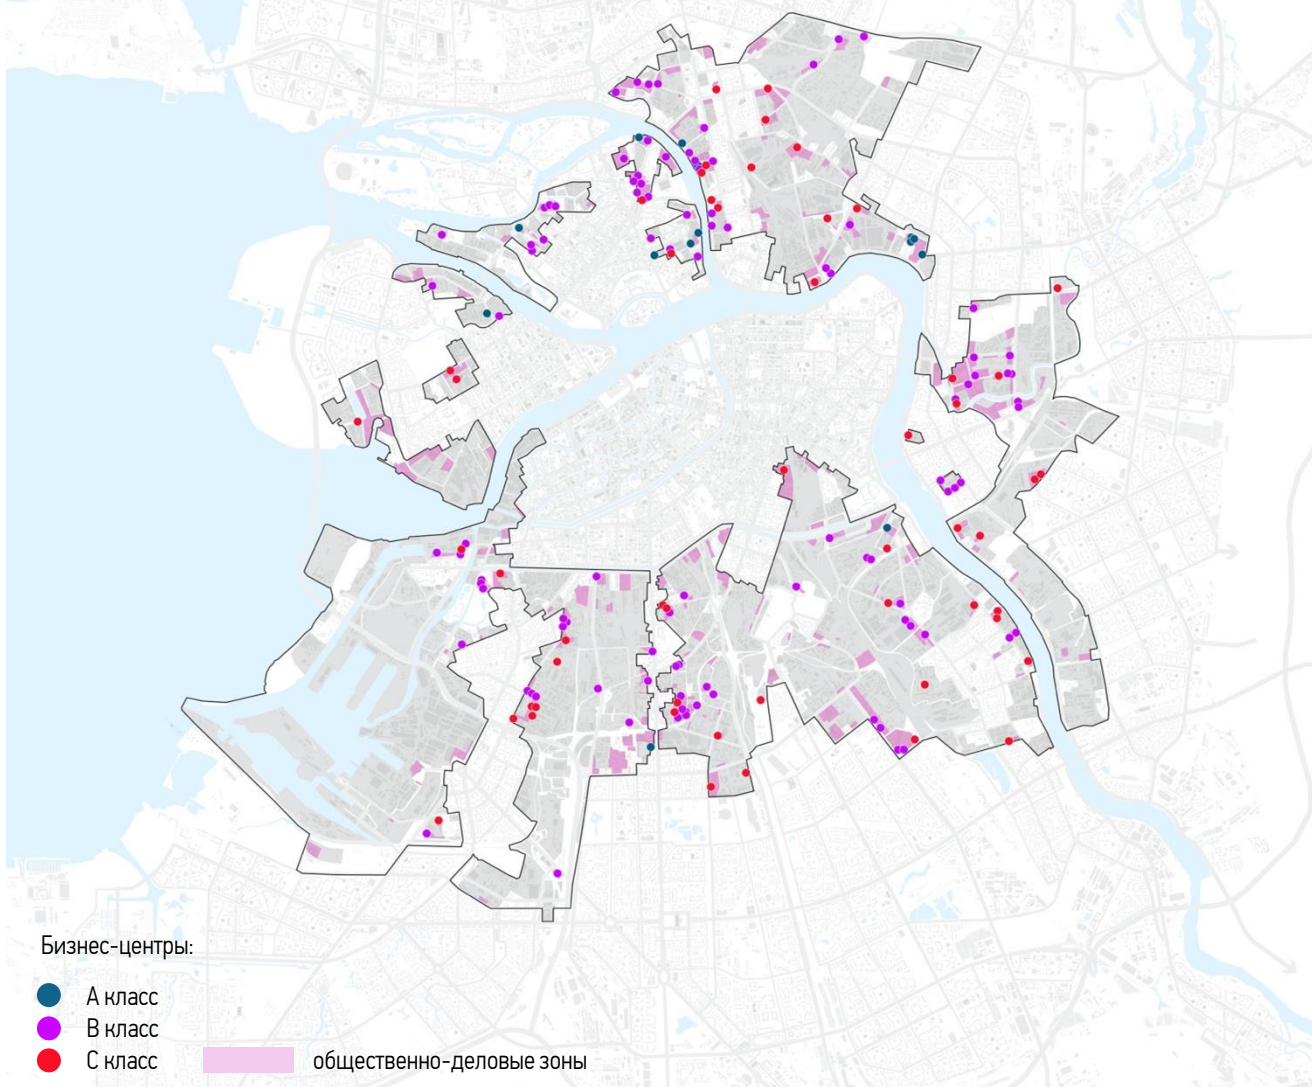 Бизнес-центры:
А класс
В класс
С класс
общественно-деловые зоны